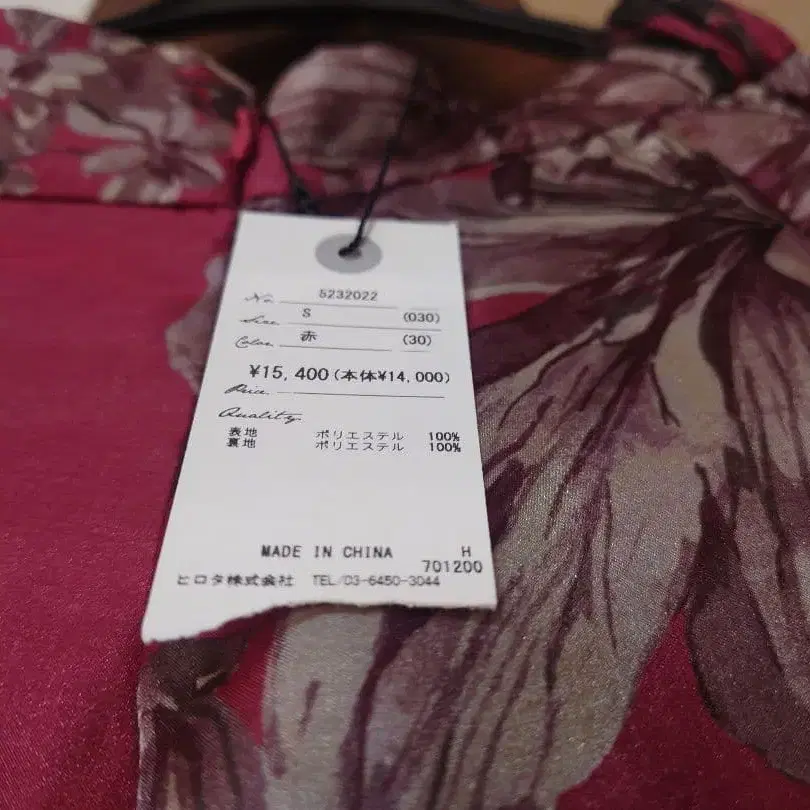 No. 5232022
Size S (030)
Color 赤 (30)
¥15,400(本体¥14,000)
Price
Quality
表地 ポリエステル 100%
裏地 ポリエステル 100%
MADE IN CHINA H
701200
ヒロタ株式会社 TEL/03-6450-3044